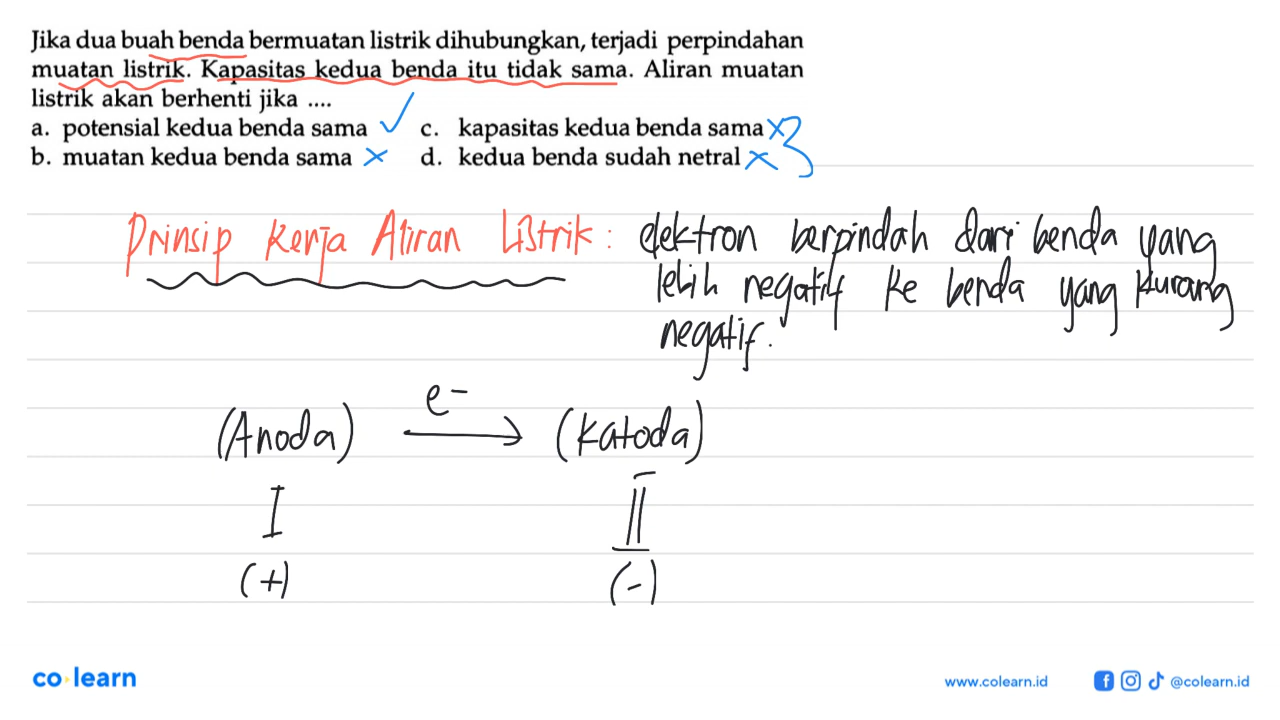 Jika dua buah benda bermuatan listrik dihubungkan, terjadi perpindahan
muatan listrik. Kapasitas kedua benda itu tidak sama. Aliran muatan
listrik akan berhenti jika ....
a. potensial kedua benda sama ✓ c. kapasitas kedua benda sama ×
b. muatan kedua benda sama × d. kedua benda sudah netral ×
Prinsip Kerja Aliran Listrik : elektron berpindah dari benda yang
lebih negatif ke benda yang kurang
negatif.
e-
(Anoda) → (Katoda)
I II
(+) (-)
co·learn
www.colearn.id @colearn.id